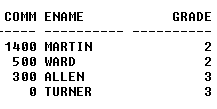 COMM ENAME GRADE
----- ---------- ----------
1400 MARTIN 2
500 WARD 2
300 ALLEN 3
0 TURNER 3